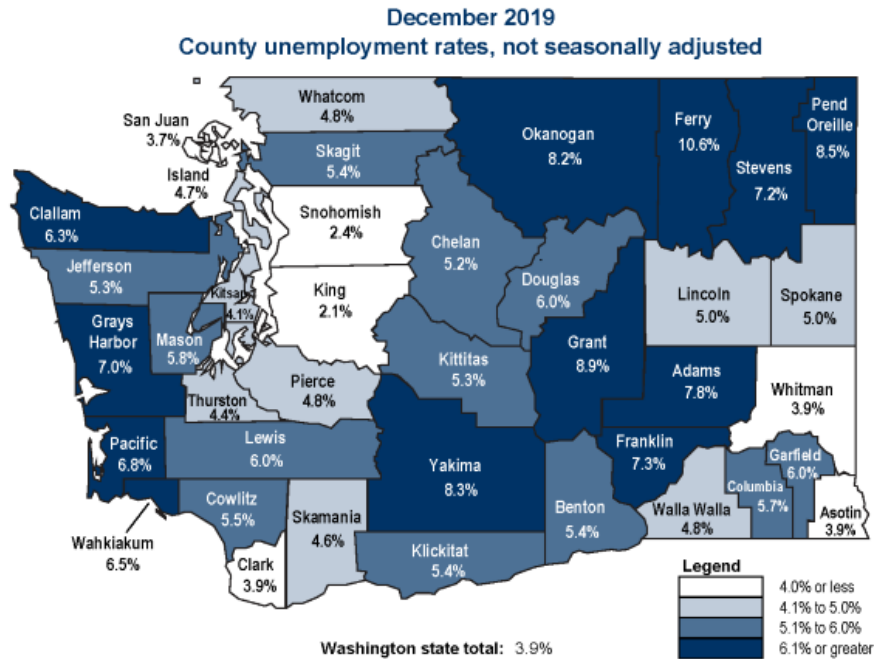 December 2019
County unemployment rates, not seasonally adjusted
Whatcom
4.8%
San Juan
3.7%
Skagit
5.4%
Island
4.7%
Okanogan
8.2%
Ferry
10.6%
Pend
Oreille
8.5%
Stevens
7.2%
Clallam
6.3%
Snohomish
2.4%
Chelan
5.2%
Jefferson
5.3%
Douglas
6.0%
Kitsap
4.1%
King
2.1%
Lincoln
5.0%
Spokane
5.0%
Grays
Harbor
7.0%
Mason
5.8%
Grant
8.9%
Kittitas
5.3%
Adams
7.8%
Pierce
4.8%
Whitman
3.9%
Thurston
4.4%
Pacific
6.8%
Lewis
6.0%
Yakima
8.3%
Franklin
7.3%
Garfield
6.0%
Columbia
5.7%
Cowlitz
5.5%
Skamania
4.6%
Benton
5.4%
Walla Walla
4.8%
Asotin
3.9%
Wahkiakum
6.5%
Clark
3.9%
Klickitat
5.4%
Legend
4.0% or less
4.1% to 5.0%
5.1% to 6.0%
6.1% or greater
Washington state total: 3.9%